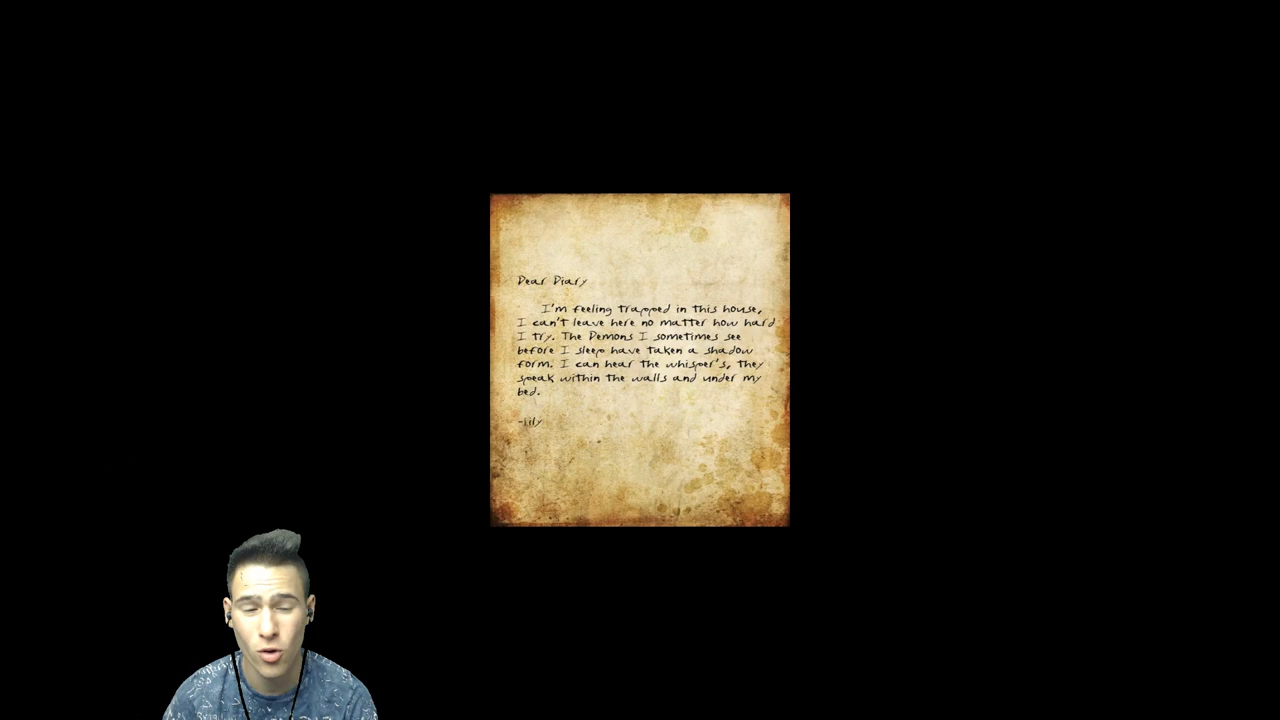 Dear Diary
I'm feeling trapped in this house,
I can't leave here no matter how hard
I try. The Demons I sometimes see
before I sleep have taken a shadow
form. I can hear the whisper's, they
speak within the walls and under my
bed.
-Lily